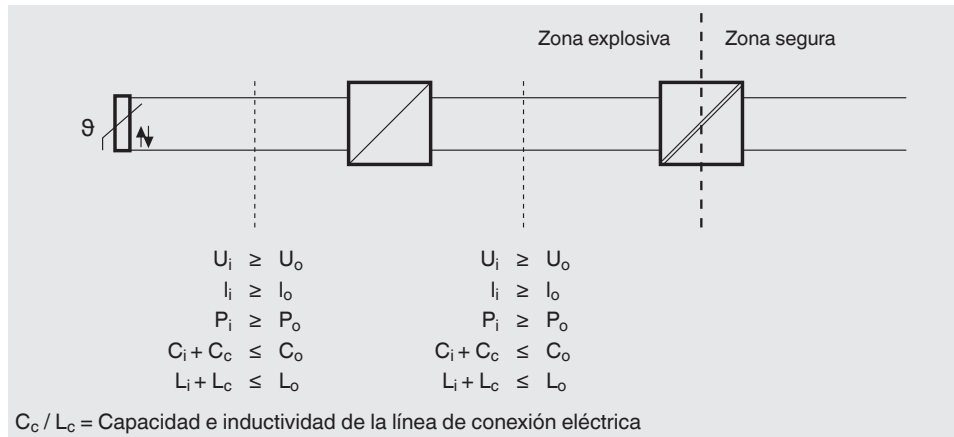 Zona explosiva Zona segura
ϑ
Ui ≥ Uo Ui ≥ Uo
Ii ≥ Io Ii ≥ Io
Pi ≥ Po Pi ≥ Po
Ci + Cc ≤ Co Ci + Cc ≤ Co
Li + Lc ≤ Lo Li + Lc ≤ Lo
Cc / Lc = Capacidad e inductividad de la línea de conexión eléctrica